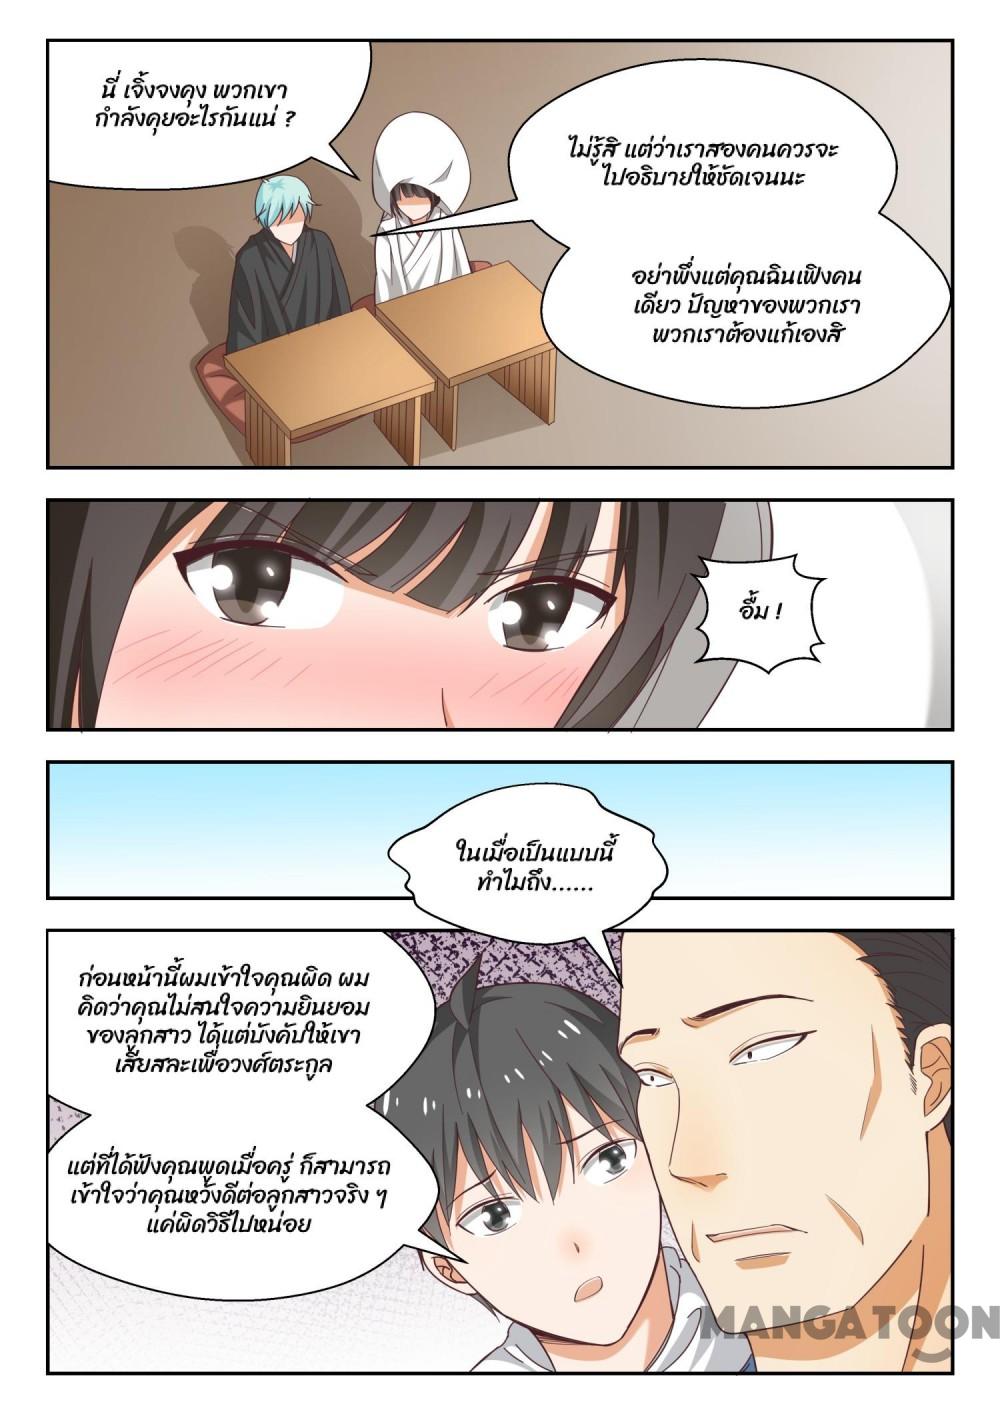 นี่ เจิ้งจงคุง พวกเขา
กำลังคุยอะไรกันแน่ ?
ไม่รู้สิ แต่ว่าเราสองคนควรจะ
ไปอธิบายให้ชัดเจนนะ
อย่าพึ่งแต่คุณฉินเฟิงคน
เดียว ปัญหาของพวกเรา
พวกเราต้องแก้เองสิ
อื้ม !
ในเมื่อเป็นแบบนี้
ทำไมถึง......
ก่อนหน้านี้ผมเข้าใจคุณผิด ผม
คิดว่าคุณไม่สนใจความยินยอม
ของลูกสาว ได้แต่บังคับให้เขา
เสียสละเพื่อวงศ์ตระกูล
แต่ที่ได้ฟังคุณพูดเมื่อครู่ ก็สามารถ
เข้าใจว่าคุณหวังดีต่อลูกสาวจริง ๆ
แค่ผิดวิธีไปหน่อย
MANGATOON